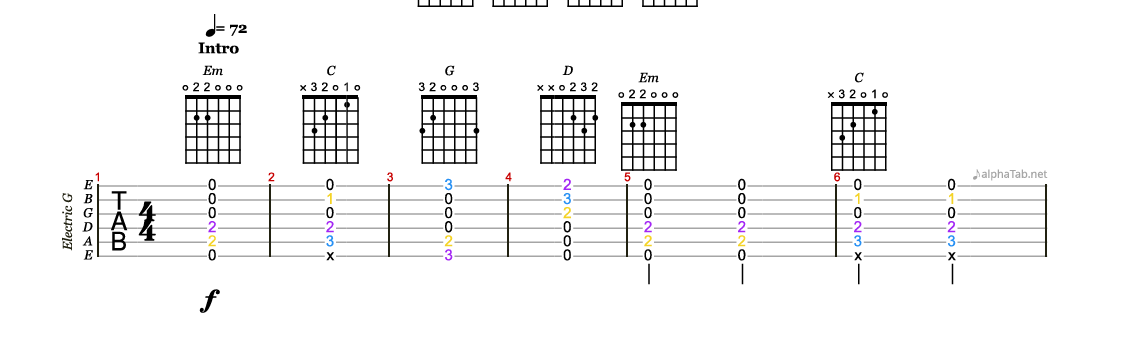 = 72
Intro
Em C G D Em C
o 2 2 o o o × 3 2 o 1 o 3 2 o o o 3 × × o 2 3 2 o 2 2 o o o × 3 2 o 1 o
1 2 3 4 5 6 alphaTab.net
E 0 0 3 2 0 0 0 0
B 0 1 0 3 0 0 1 1
G 0 0 0 2 0 0 0 0
D 2 2 0 0 2 2 2 2
A 2 3 2 0 2 2 3 3
E 0 x 3 0 0 0 x x
Electric G
TAB
4
4
f